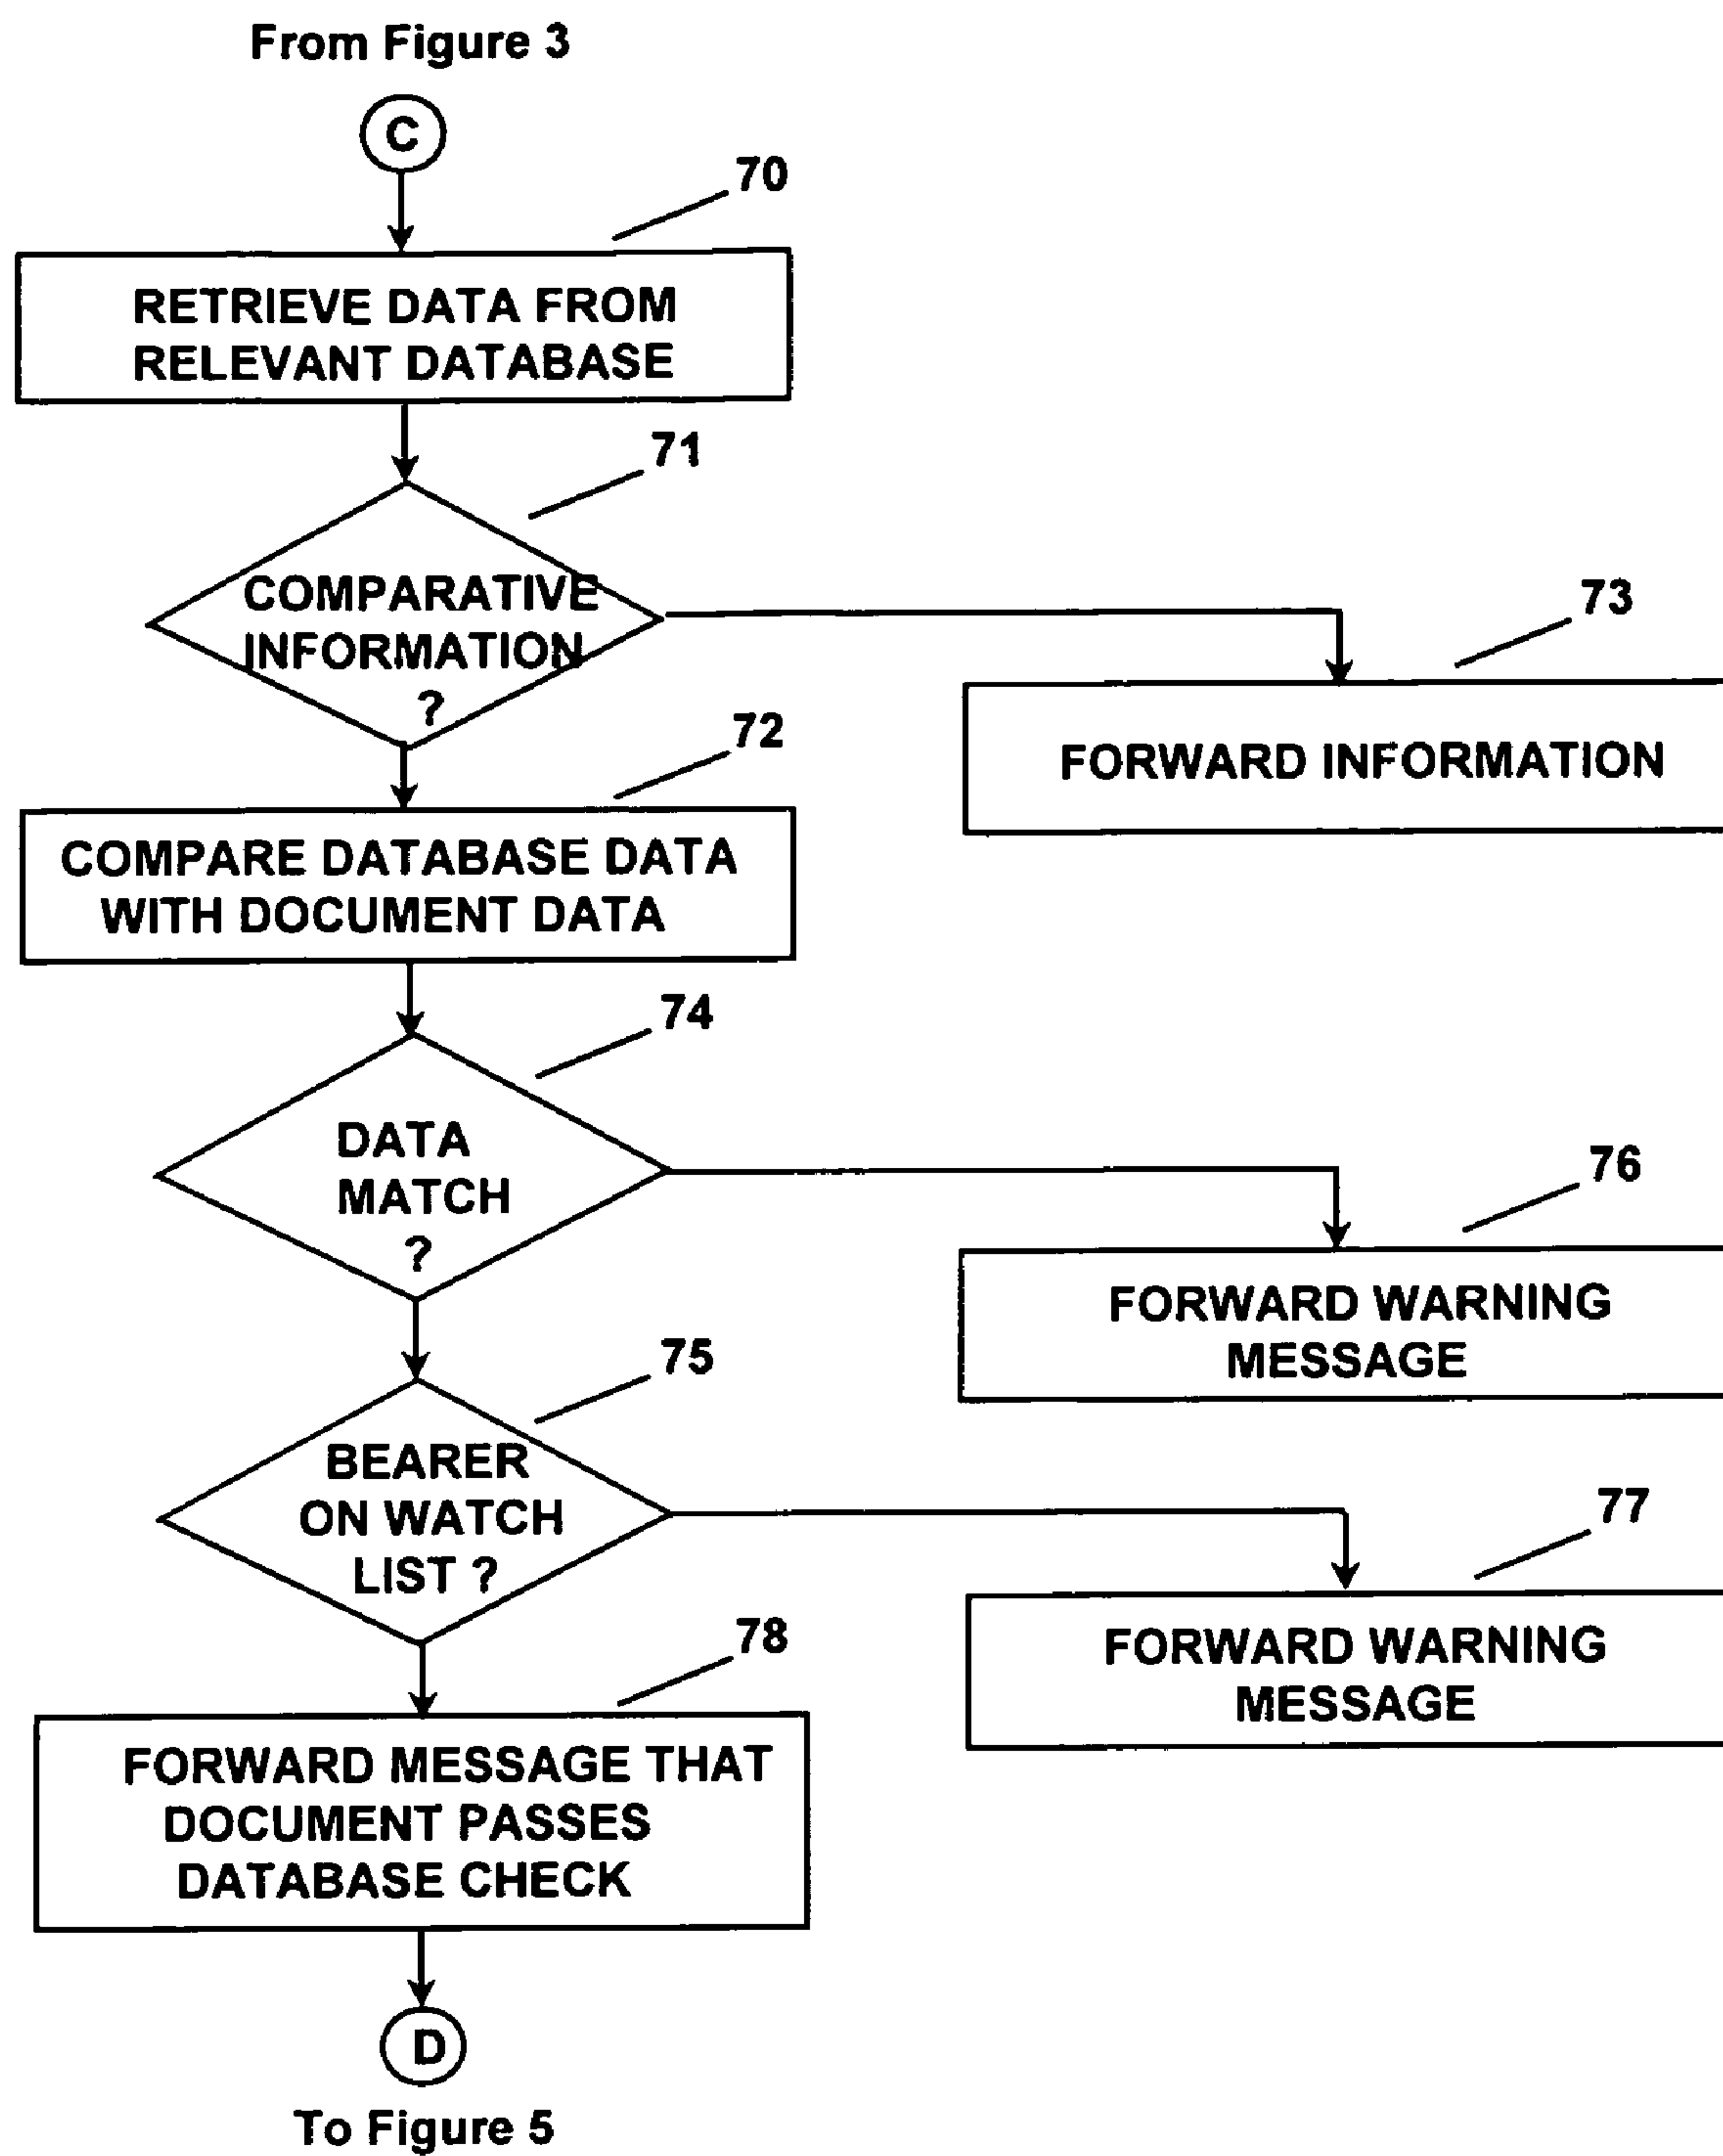 From Figure 3
C
70
RETRIEVE DATA FROM
RELEVANT DATABASE
71
COMPARATIVE
INFORMATION
?
73
FORWARD INFORMATION
72
COMPARE DATABASE DATA
WITH DOCUMENT DATA
74
DATA
MATCH
?
76
FORWARD WARNING
MESSAGE
75
BEARER
ON WATCH
LIST ?
77
FORWARD WARNING
MESSAGE
78
FORWARD MESSAGE THAT
DOCUMENT PASSES
DATABASE CHECK
D
To Figure 5